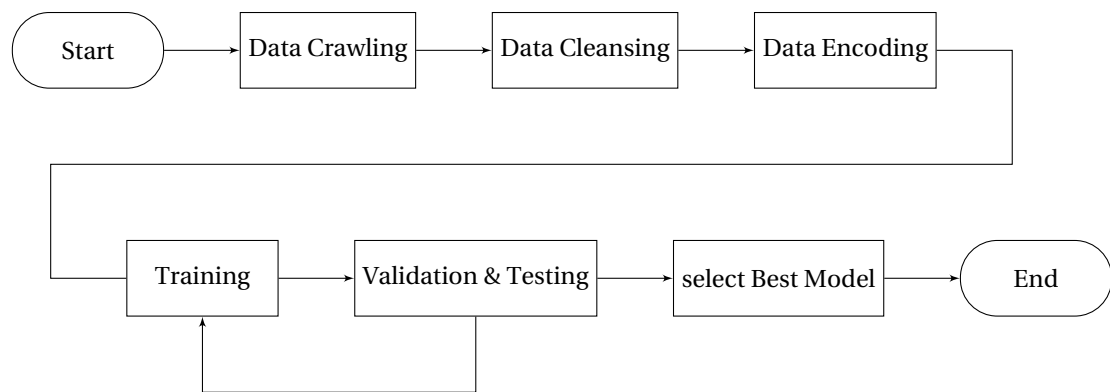 Start
Data Crawling
Data Cleansing
Data Encoding
Training
Validation & Testing
select Best Model
End